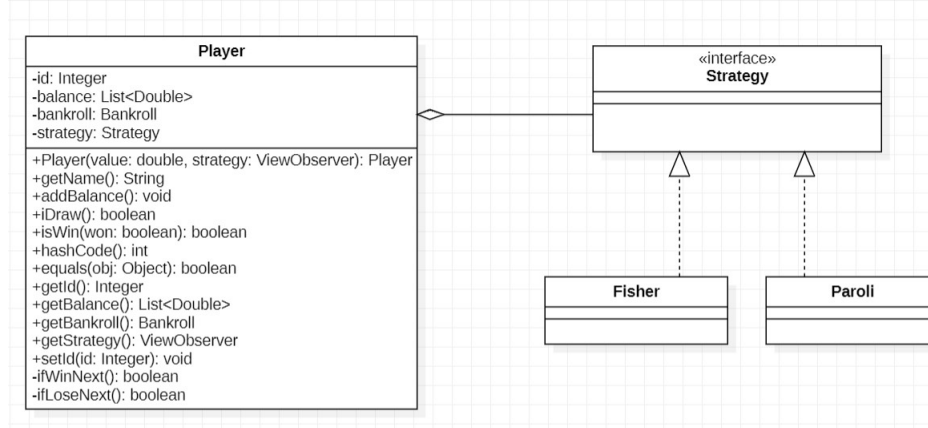 Player
-id: Integer
-balance: List<Double>
-bankroll: Bankroll
-strategy: Strategy
+Player(value: double, strategy: ViewObserver): Player
+getName(): String
+addBalance(): void
+iDraw(): boolean
+isWin(won: boolean): boolean
+hashCode(): int
+equals(obj: Object): boolean
+getId(): Integer
+getBalance(): List<Double>
+getBankroll(): Bankroll
+getStrategy(): ViewObserver
+setId(id: Integer): void
-ifWinNext(): boolean
-ifLoseNext(): boolean
«interface»
Strategy
Fisher
Paroli